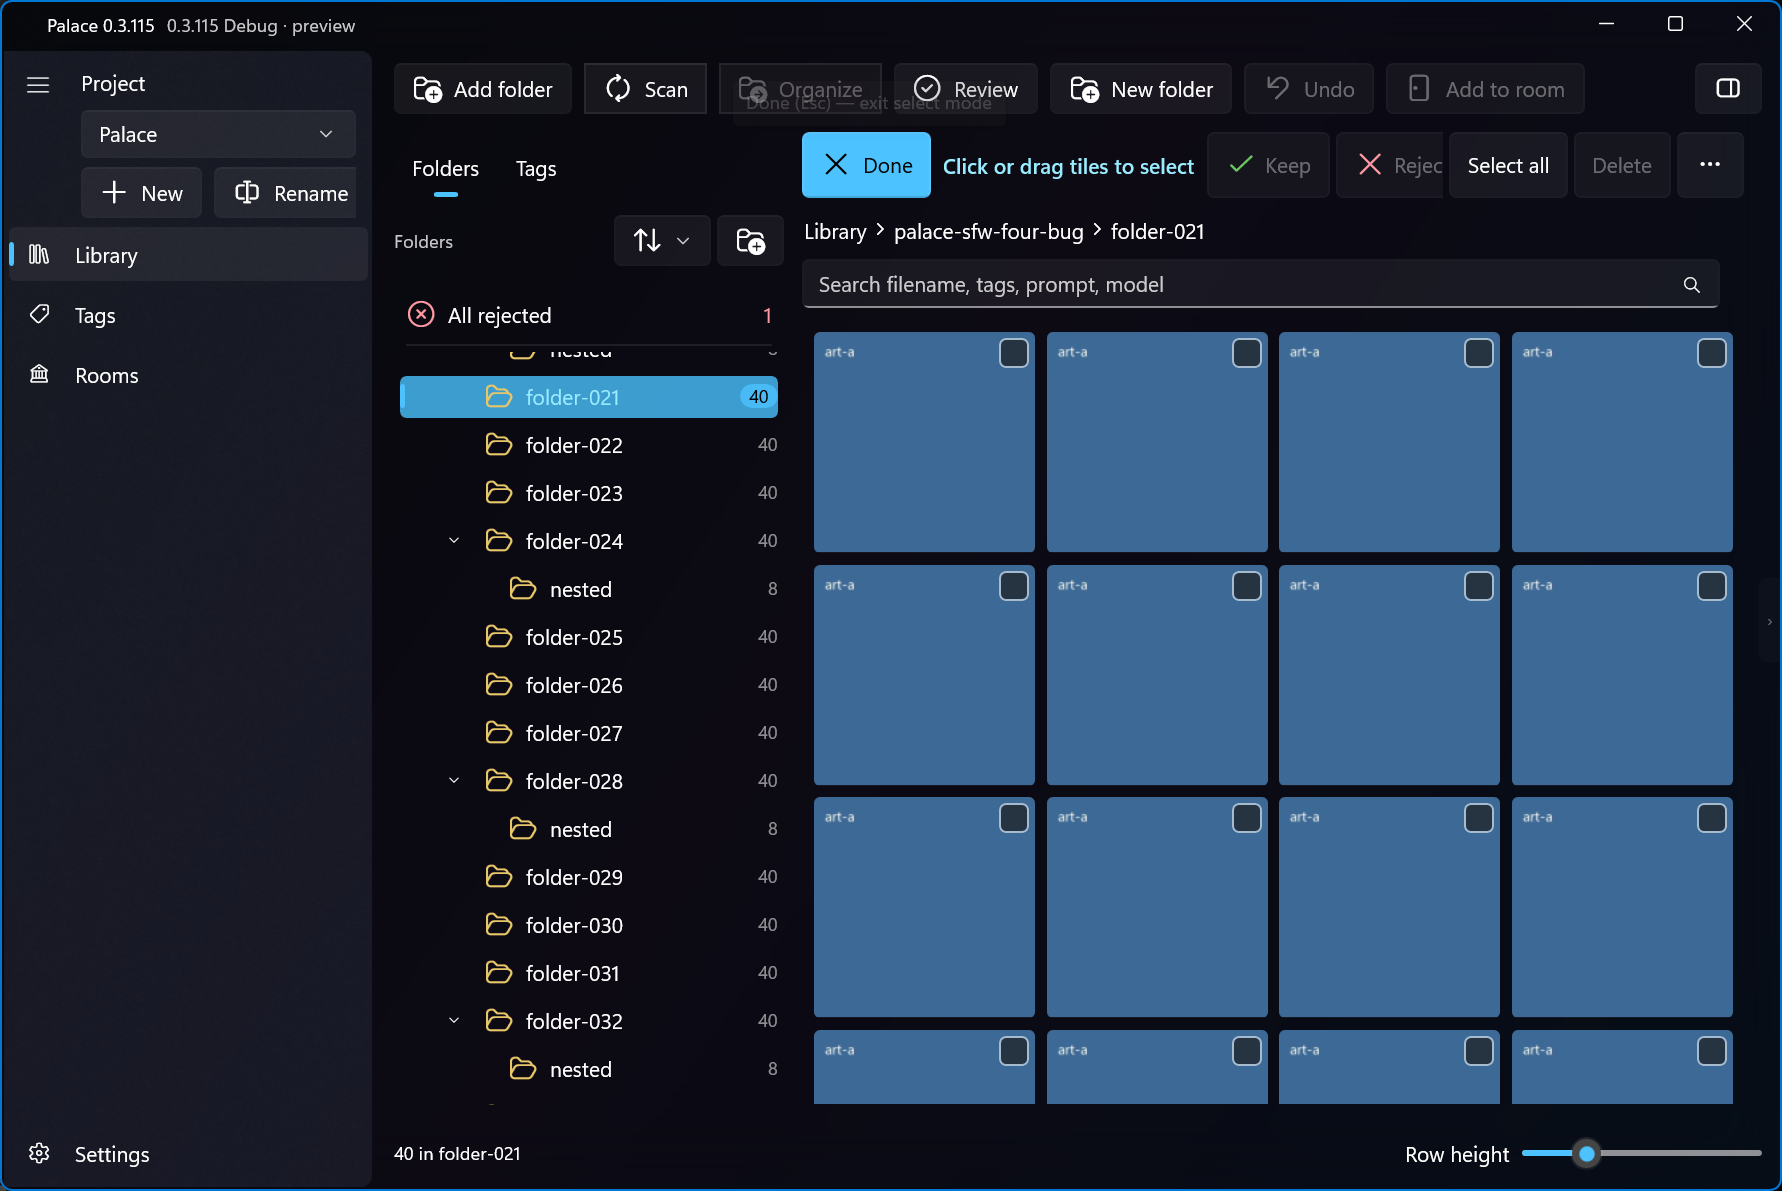 Palace 0.3.115 0.3.115 Debug · preview
Project
Palace
New
Rename
Library
Tags
Rooms
Settings
Add folder
Scan
Organize
Review
New folder
Undo
Add to room
Done (Esc) — exit select mode
Folders
Tags
Folders
All rejected 1
nested 8
folder-021 40
folder-022 40
folder-023 40
folder-024 40
nested 8
folder-025 40
folder-026 40
folder-027 40
folder-028 40
nested 8
folder-029 40
folder-030 40
folder-031 40
folder-032 40
nested 8
Done
Click or drag tiles to select
Keep
Rejec
Select all
Delete
Library > palace-sfw-four-bug > folder-021
Search filename, tags, prompt, model
art-a art-a art-a art-a
art-a art-a art-a art-a
art-a art-a art-a art-a
art-a art-a art-a art-a
40 in folder-021
Row height